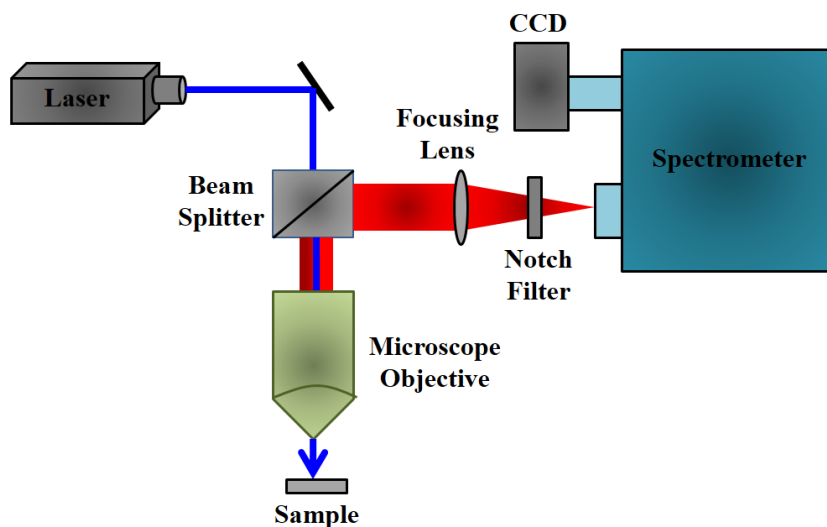 CCD
Laser
Focusing
Lens
Spectrometer
Beam
Splitter
Notch
Filter
Microscope
Objective
Sample